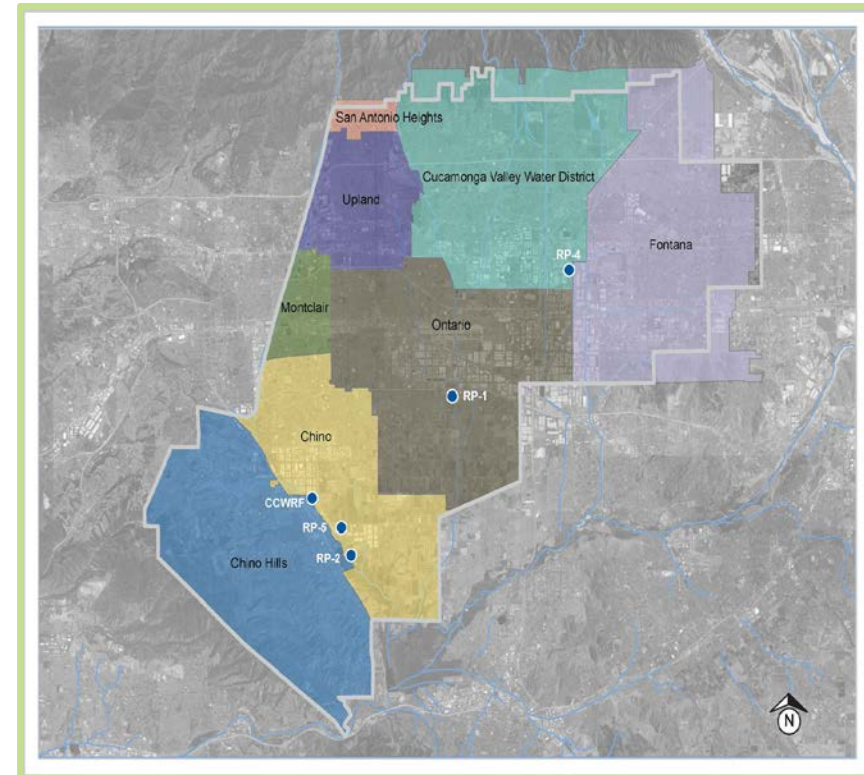 San Antonio Heights
Cucamonga Valley Water District
Upland
Fontana
RP-4
Montclair
Ontario
RP-1
Chino
CCWRF
RP-5
RP-2
Chino Hills
N